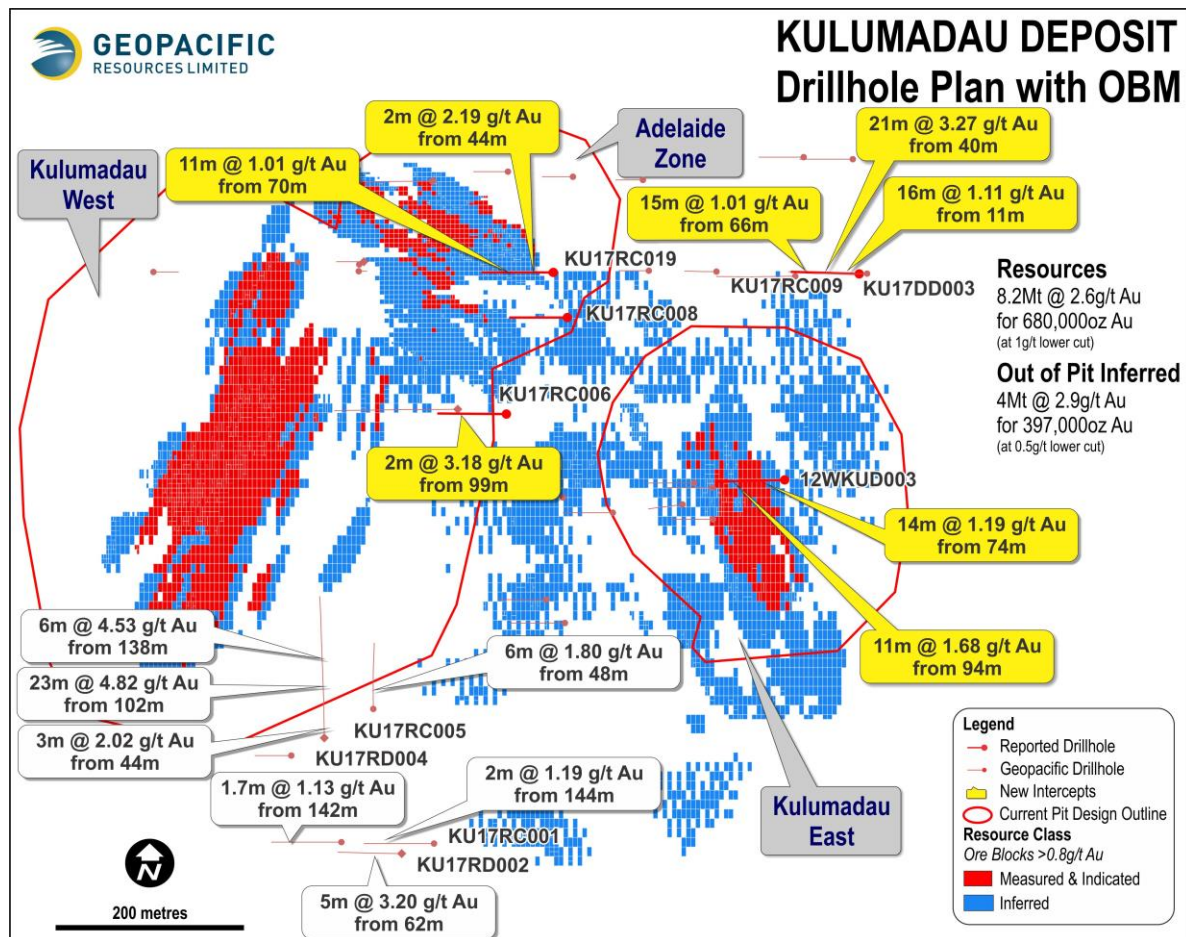 GEOPACIFIC
RESOURCES LIMITED
KULUMADAU DEPOSIT
Drillhole Plan with OBM
2m @ 2.19 g/t Au
from 44m
Adelaide
Zone
21m @ 3.27 g/t Au
from 40m
Kulumadau
West
11m @ 1.01 g/t Au
from 70m
15m @ 1.01 g/t Au
from 66m
16m @ 1.11 g/t Au
from 11m
KU17RC019
KU17RC009
KU17DD003
KU17RC008
Resources
8.2Mt @ 2.6g/t Au
for 680,000oz Au
(at 1g/t lower cut)
Out of Pit Inferred
4Mt @ 2.9g/t Au
for 397,000oz Au
(at 0.5g/t lower cut)
KU17RC006
2m @ 3.18 g/t Au
from 99m
12WKUD003
14m @ 1.19 g/t Au
from 74m
11m @ 1.68 g/t Au
from 94m
6m @ 4.53 g/t Au
from 138m
6m @ 1.80 g/t Au
from 48m
23m @ 4.82 g/t Au
from 102m
3m @ 2.02 g/t Au
from 44m
KU17RC005
KU17RD004
1.7m @ 1.13 g/t Au
from 142m
2m @ 1.19 g/t Au
from 144m
KU17RC001
KU17RD002
5m @ 3.20 g/t Au
from 62m
Kulumadau
East
N
200 metres
Legend
Reported Drillhole
Geopacific Drillhole
New Intercepts
Current Pit Design Outline
Resource Class
Ore Blocks >0.8g/t Au
Measured & Indicated
Inferred